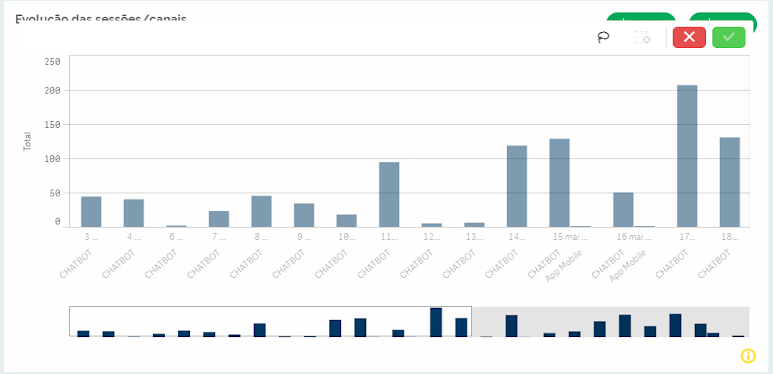 Evolução das sessões/canais
Total
250
200
150
100
50
0
3 ...
4 ...
6 ...
7 ...
8 ...
9 ...
10...
11...
12...
13...
14...
15 mai ...
16 mai ...
17...
18...
CHATBOT
CHATBOT
CHATBOT
CHATBOT
CHATBOT
CHATBOT
CHATBOT
CHATBOT
CHATBOT
CHATBOT
CHATBOT
CHATBOT
App Mobile
CHATBOT
App Mobile
CHATBOT
CHATBOT